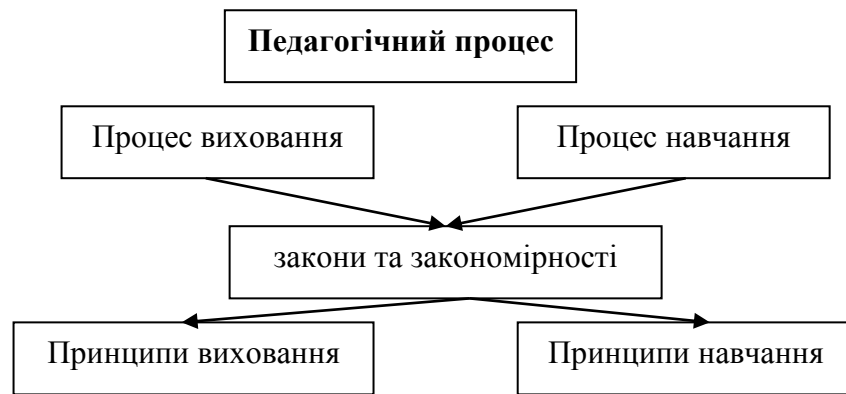 Педагогічний процес
Процес виховання
Процес навчання
закони та закономірності
Принципи виховання
Принципи навчання